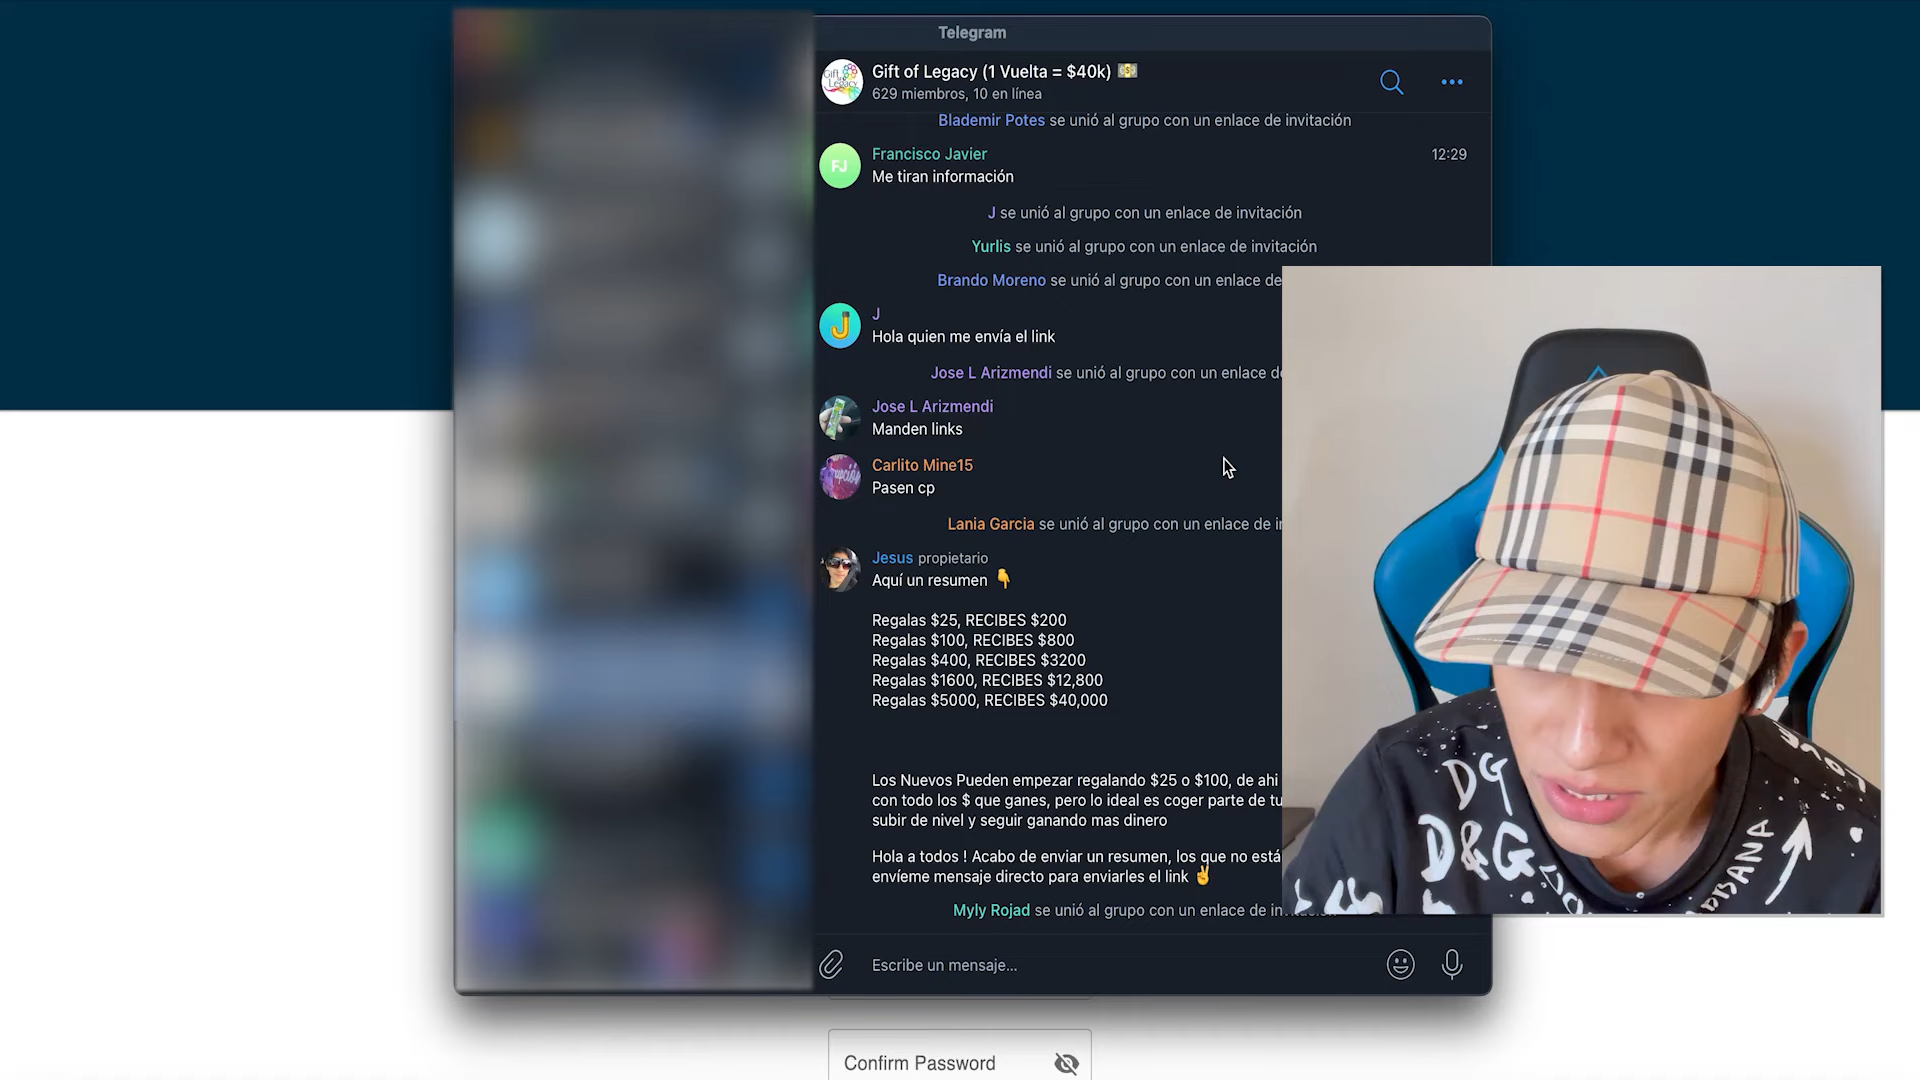 Telegram
Gift of Legacy (1 Vuelta = $40k) 💵
629 miembros, 10 en línea
Blademir Potes se unió al grupo con un enlace de invitación
Francisco Javier
12:29
FJ
Me tiran información
J se unió al grupo con un enlace de invitación
Yurlis se unió al grupo con un enlace de invitación
Brando Moreno se unió al grupo con un enlace de
J
Hola quien me envía el link
Jose L Arizmendi se unió al grupo con un enlace de
Jose L Arizmendi
Manden links
Carlito Mine15
Pasen cp
Lania Garcia se unió al grupo con un enlace de
Jesus propietario
Aquí un resumen 👇
Regalas $25, RECIBES $200
Regalas $100, RECIBES $800
Regalas $400, RECIBES $3200
Regalas $1600, RECIBES $12,800
Regalas $5000, RECIBES $40,000
Los Nuevos Pueden empezar regalando $25 o $100, de ahi
con todo los $ que ganes, pero lo ideal es coger parte de tu
subir de nivel y seguir ganando mas dinero
Hola a todos ! Acabo de enviar un resumen, los que no está
envíeme mensaje directo para enviarles el link ✌
Myly Rojad se unió al grupo con un enlace de
Escribe un mensaje...
Confirm Password
DG
D&G